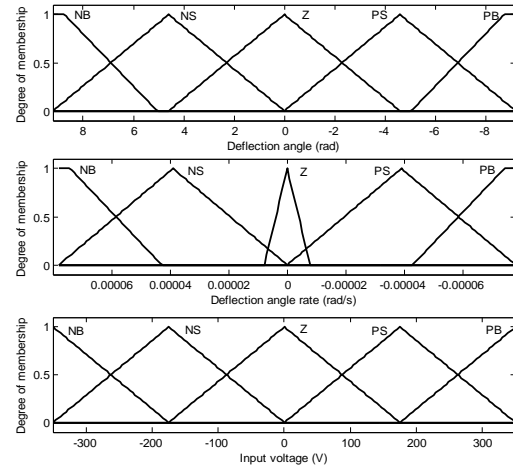 NB NS Z PS PB
1
0.5
0
Degree of membership
8 6 4 2 0 -2 -4 -6 -8
Deflection angle (rad)
NB NS Z PS PB
1
0.5
0
Degree of membership
0.00006 0.00004 0.00002 0 -0.00002 -0.00004 -0.00006
Deflection angle rate (rad/s)
NB NS Z PS PB
1
0.5
0
Degree of membership
-300 -200 -100 0 100 200 300
Input voltage (V)